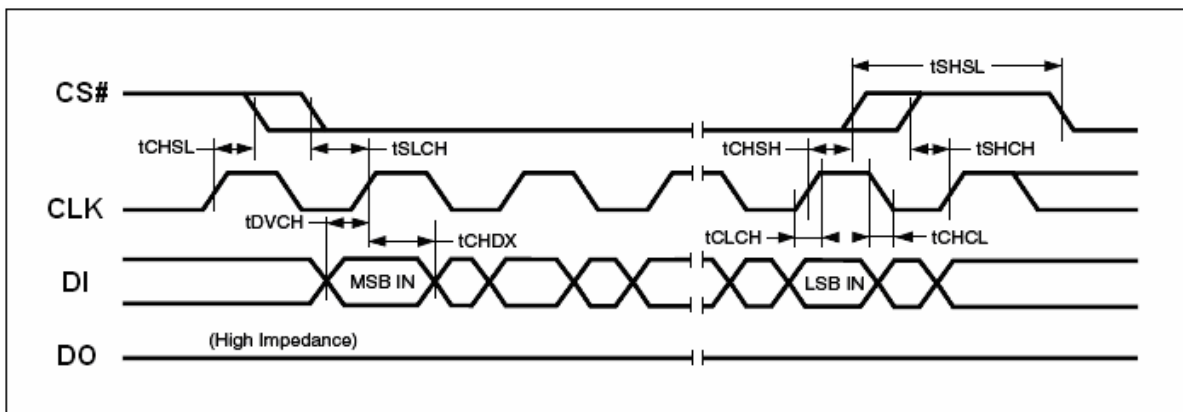 tSHSL
CS#
tCHSL
tSLCH
tCHSH
tSHCH
CLK
tDVCH
tCHDX
tCLCH
tCHCL
DI
MSB IN
LSB IN
(High Impedance)
DO